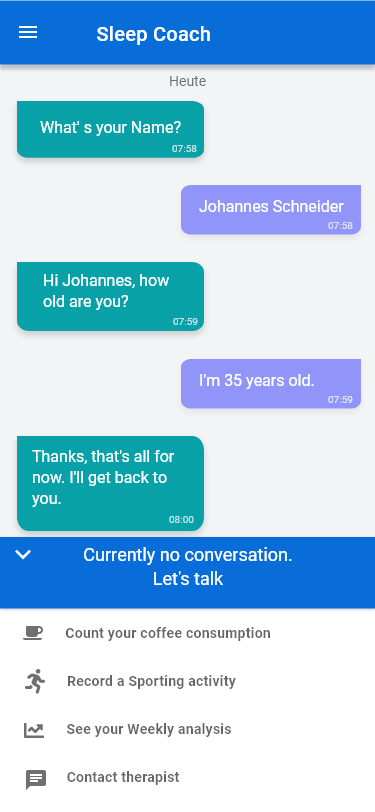 Sleep Coach
Heute
What' s your Name?
07:58
Johannes Schneider
07:58
Hi Johannes, how
old are you?
07:59
I'm 35 years old.
07:59
Thanks, that's all for
now. I'll get back to
you.
08:00
Currently no conversation.
Let's talk
Count your coffee consumption
Record a Sporting activity
See your Weekly analysis
Contact therapist